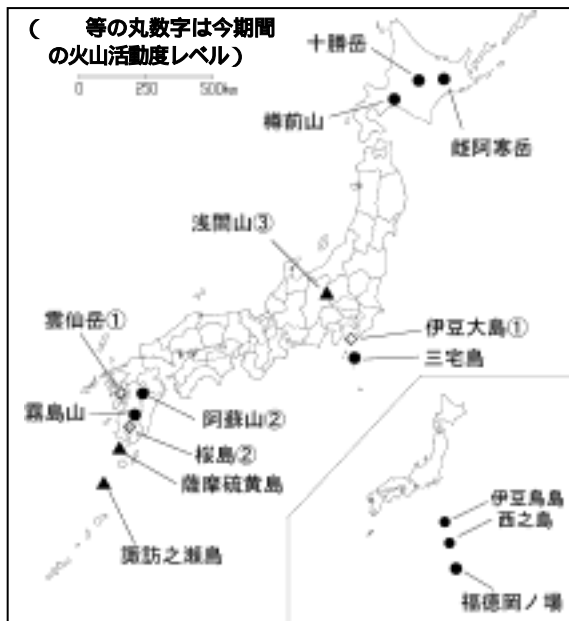 ( 等の丸数字は今期間
の火山活動度レベル)
0 250 500km
十勝岳
樽前山
雌阿寒岳
浅間山③
雲仙岳①
伊豆大島①
三宅島
霧島山
阿蘇山②
桜島②
薩摩硫黄島
諏訪之瀬島
伊豆鳥島
西之島
福徳岡ノ場